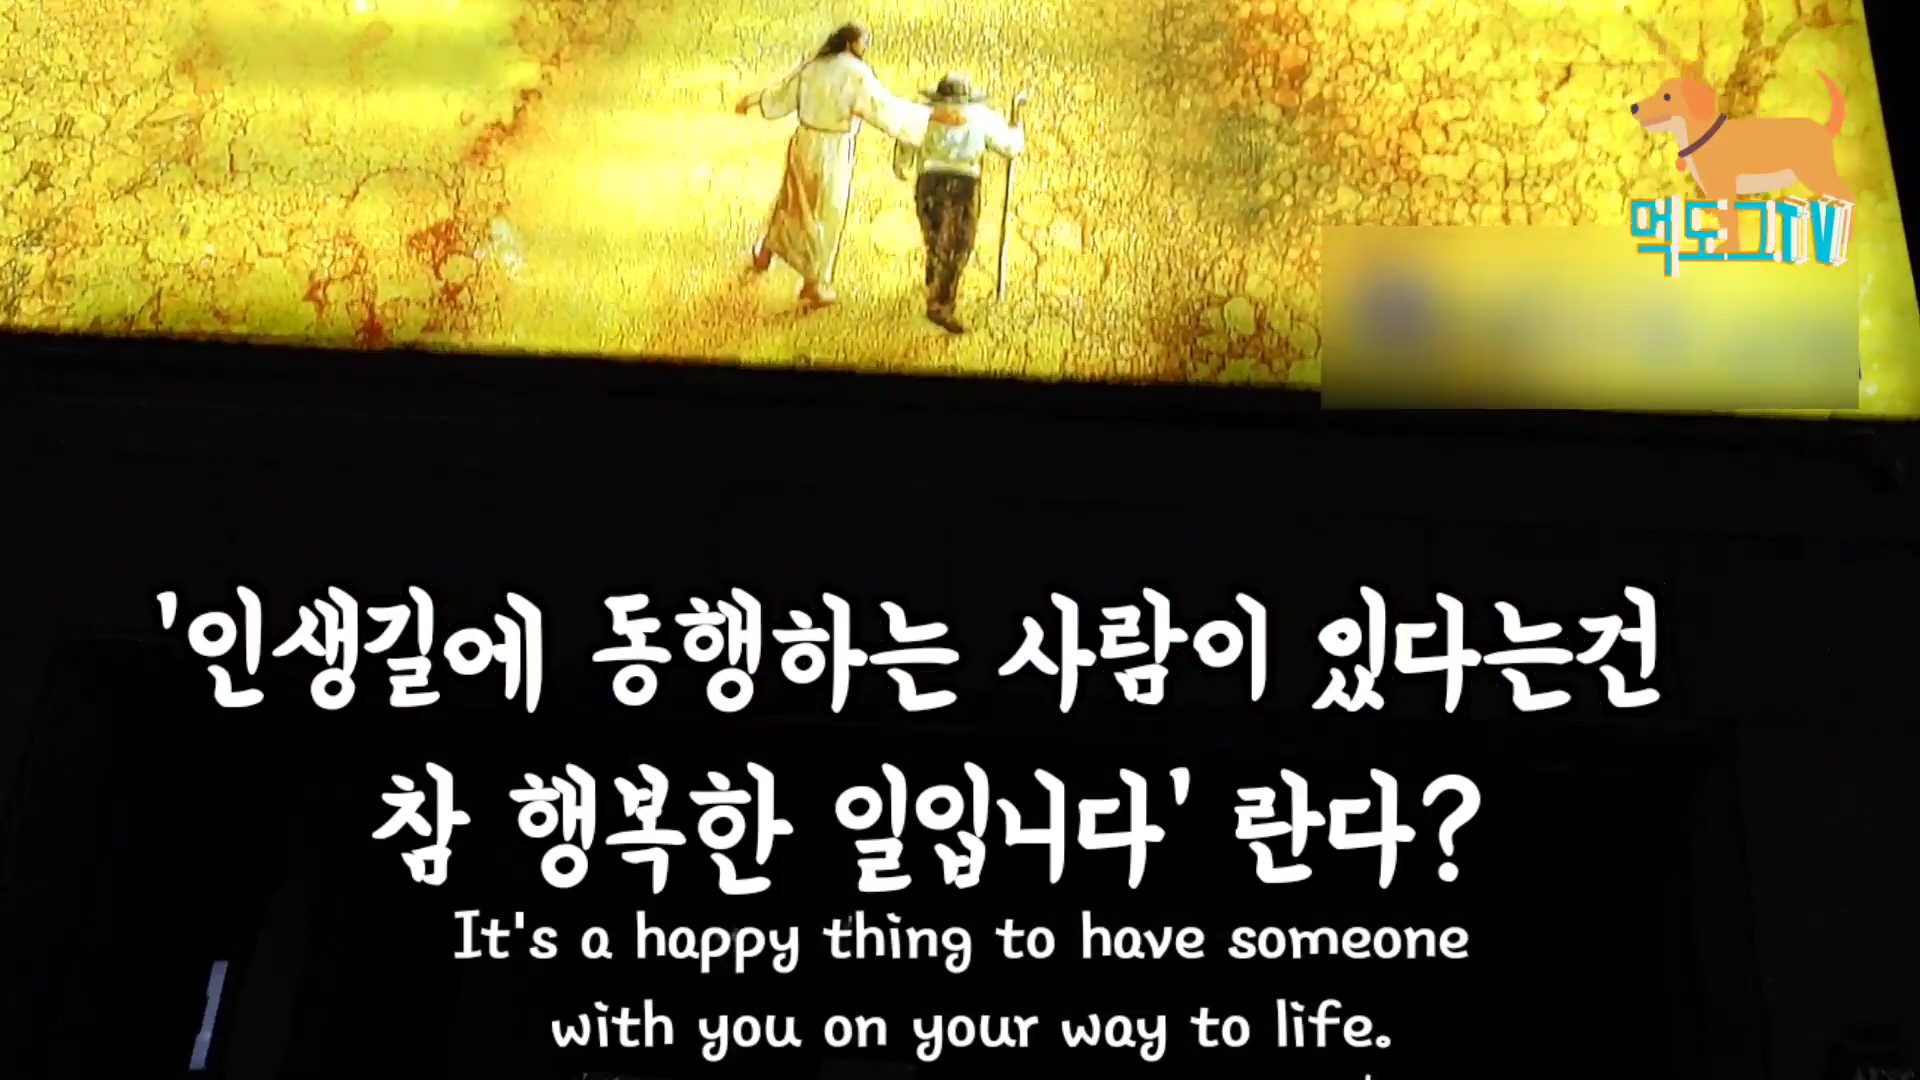 먹도그TV
'인생길에 동행하는 사람이 있다는건
참 행복한 일입니다' 란다?
It's a happy thing to have someone
with you on your way to life.